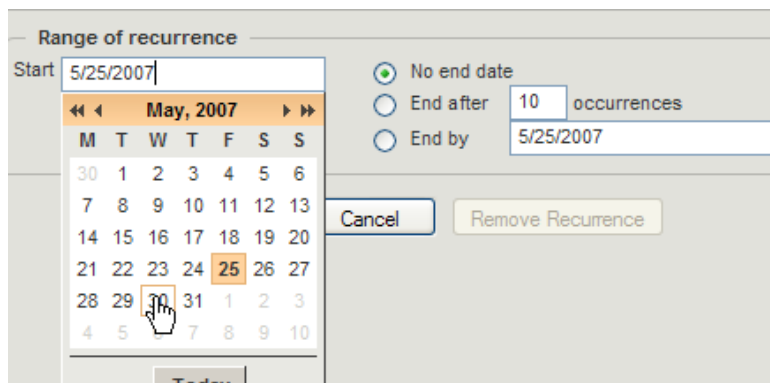 Range of recurrence
Start 5/25/2007
No end date
End after 10 occurrences
End by 5/25/2007
May, 2007
M T W T F S S
30 1 2 3 4 5 6
7 8 9 10 11 12 13
14 15 16 17 18 19 20
21 22 23 24 25 26 27
28 29 30 31 1 2 3
4 5 6 7 8 9 10
Today
Cancel
Remove Recurrence